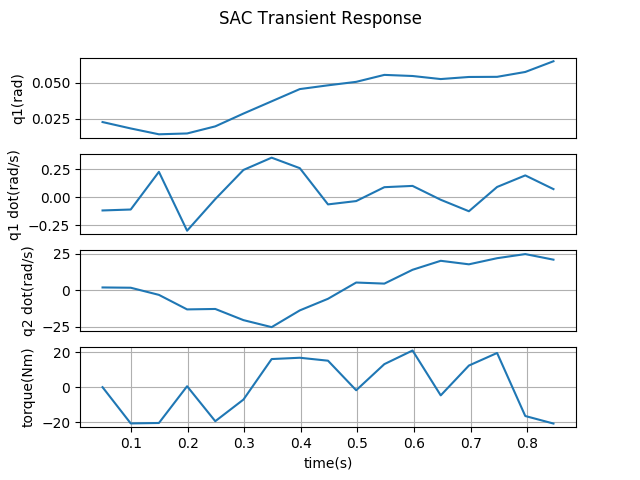 SAC Transient Response
q1(rad)
0.050
0.025
q1 dot(rad/s)
0.25
0.00
−0.25
q2 dot(rad/s)
25
0
−25
torque(Nm)
20
0
−20
0.1 0.2 0.3 0.4 0.5 0.6 0.7 0.8
time(s)